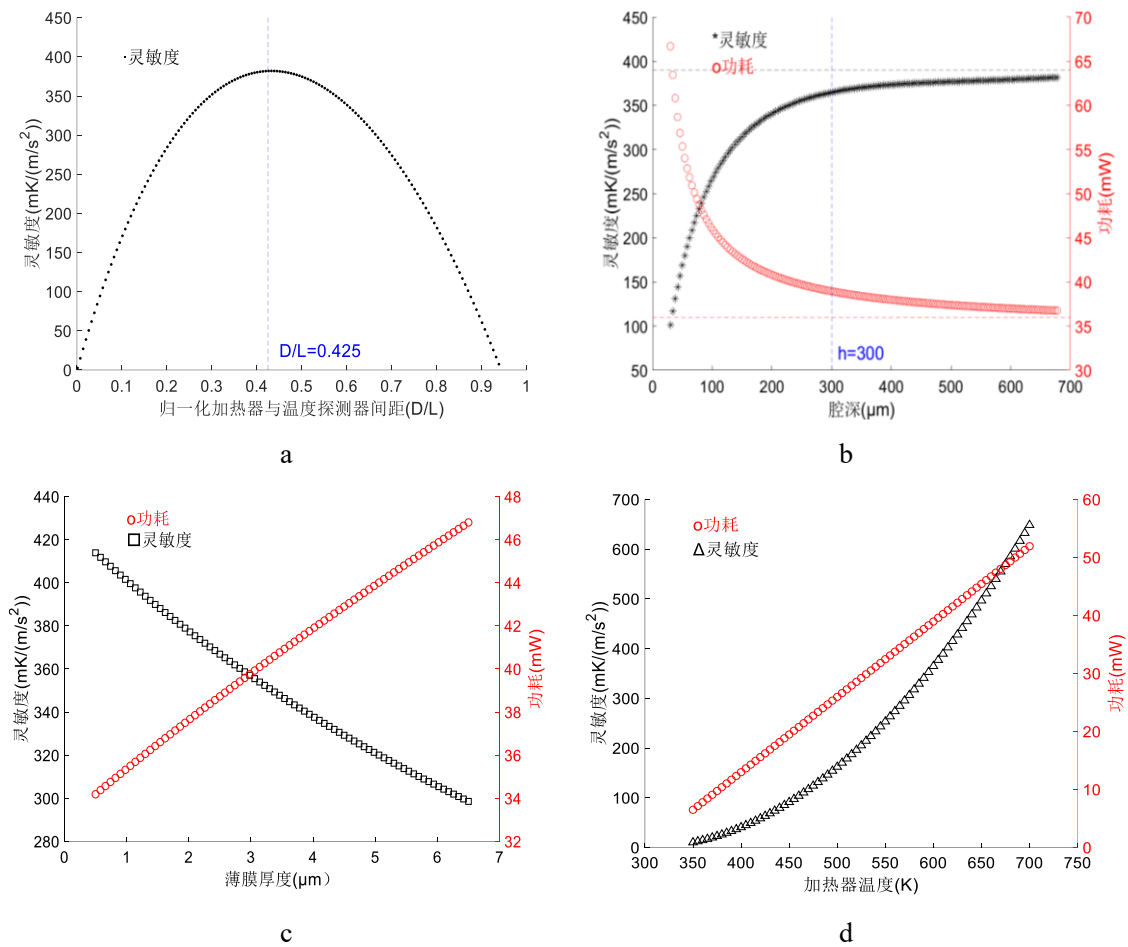 450
400
350
300
250
200
150
100
50
0
·灵敏度
灵敏度(mK/(m/s²))
D/L=0.425
0 0.1 0.2 0.3 0.4 0.5 0.6 0.7 0.8 0.9 1
归一化加热器与温度探测器间距(D/L)
a
450
400
350
300
250
200
150
100
50
*灵敏度
o功耗
灵敏度(mK/(m/s²))
h=300
70
65
60
55
50
45
40
35
30
功耗(mW)
0 100 200 300 400 500 600 700
腔深(μm)
b
440
420
400
380
360
340
320
300
280
o功耗
□灵敏度
灵敏度(mK/(m/s²))
48
46
44
42
40
38
36
34
32
功耗(mW)
0 1 2 3 4 5 6 7
薄膜厚度(μm）
c
700
600
500
400
300
200
100
0
o功耗
Δ灵敏度
灵敏度(mK/(m/s²))
60
50
40
30
20
10
0
功耗(mW)
300 350 400 450 500 550 600 650 700 750
加热器温度(K)
d